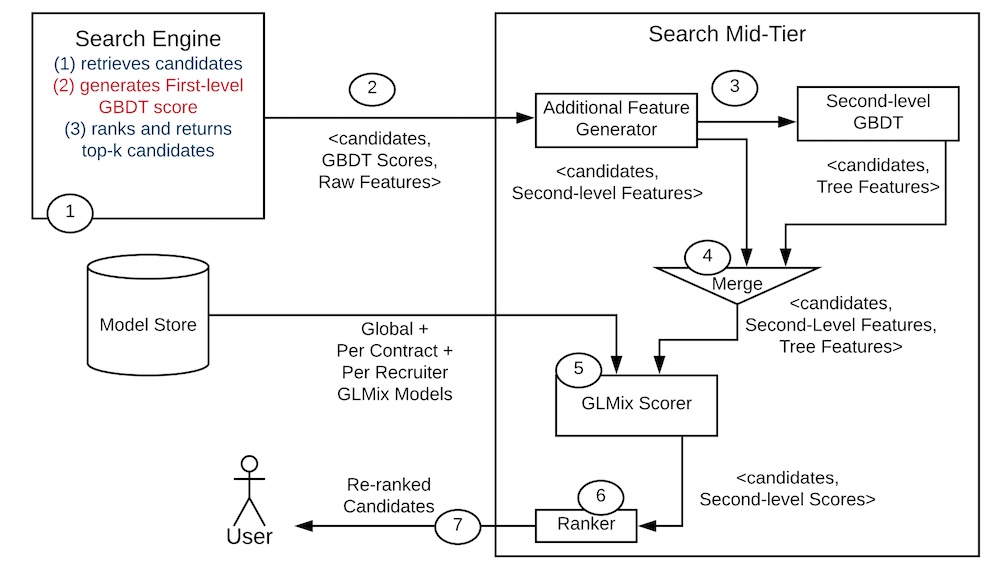 Search Engine
(1) retrieves candidates
(2) generates First-level
GBDT score
(3) ranks and returns
top-k candidates
1
2
<candidates,
GBDT Scores,
Raw Features>
Search Mid-Tier
Additional Feature
Generator
3
Second-level
GBDT
<candidates,
Second-level Features>
<candidates,
Tree Features>
4
Merge
<candidates,
Second-Level Features,
Tree Features>
Model Store
Global +
Per Contract +
Per Recruiter
GLMix Models
5
GLMix Scorer
<candidates,
Second-level Scores>
6
Ranker
7
Re-ranked
Candidates
User